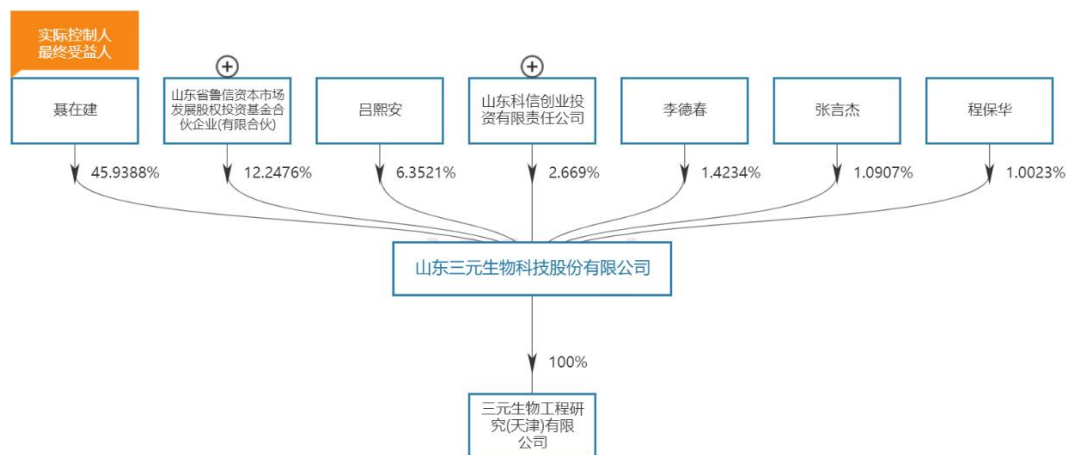 实际控制人
最终受益人
聂在建
山东省鲁信资本市场
发展股权投资基金合
伙企业(有限合伙)
吕熙安
山东科信创业投
资有限责任公司
李德春
张言杰
程保华
45.9388%
12.2476%
6.3521%
2.669%
1.4234%
1.0907%
1.0023%
山东三元生物科技股份有限公司
100%
三元生物工程研
究(天津)有限
公司